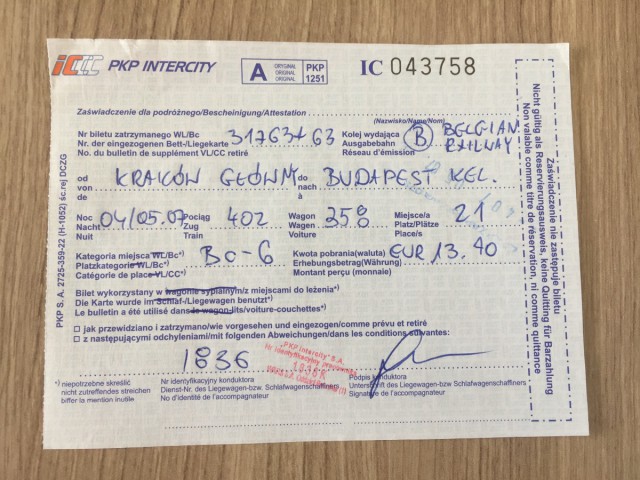 iCCC PKP INTERCITY
A
ORYGINAŁ
ORIGINAL
ORIGINAL
PKP
1251
IC 043758
Zaświadczenie dla podróżnego/Bescheinigung/Attestation
(Nazwisko/Name/Nom)
Nr biletu zatrzymanego WL/Bc
Nr. der eingezogenen Bett-/Liegekarte
No. du bulletin de supplément VL/CC retiré
Kolej wydająca
Ausgabebahn
Réseau d'émission
B BELGIAN
RAILWAY
od
von
de
KRAKÓW GŁÓWNY
do
nach
à
BUDAPEST KEL.
Noc
Nacht
Nuit
04/05.07
Pociąg
Zug
Train
402
Wagon
Wagen
Voiture
358
Miejsce/a
Platz/Plätze
Place/s
21
Kategoria miejsca WL/Bc*)
Platzkategorie WL/Bc*)
Catégorie de place VL/CC*)
Bc-6
Kwota pobrania(waluta)
Erhebungsbetrag(Währung)
Montant perçu (monnaie)
EUR 13.40
Bilet wykorzystany w wagonie sypialnym/z miejscami do leżenia*)
Die Karte wurde im Schlaf-/Liegewagen benutzt*)
Le bulletin a été utilisé dans le wagon-lits/voiture-couchettes*)
jak przewidziano i zatrzymano/wie vorgesehen und eingezogen/comme prévu et retiré
z następującymi odchyleniami/mit folgenden Abweichungen/dans les conditions suivantes:
1836
"PKP Intercity" S.A.
Nr identyfikacyjny pracownika
1836K
*) niepotrzebne skreślić
nicht zutreffendes streichen
biffer la mention inutile
Nr identyfikacyjny konduktora
Dienst-Nr. des Liegewagen-bzw. Schlafwagenschaffners
No d'identité de l'accompagnateur
Podpis konduktora
Unterschrift des Liegewagen-bzw Schlafwagenschaffners
Signature de l'accompagnateur
PKP S. A. 2725-359-22 (H-1052) śc.rej DCZG
Zaświadczenie nie zastępuje biletu
Nicht gültig als Reservierungsausweis, keine Quitting für Barzahlung
Non valable comme titre de réservation, ni comme quittance